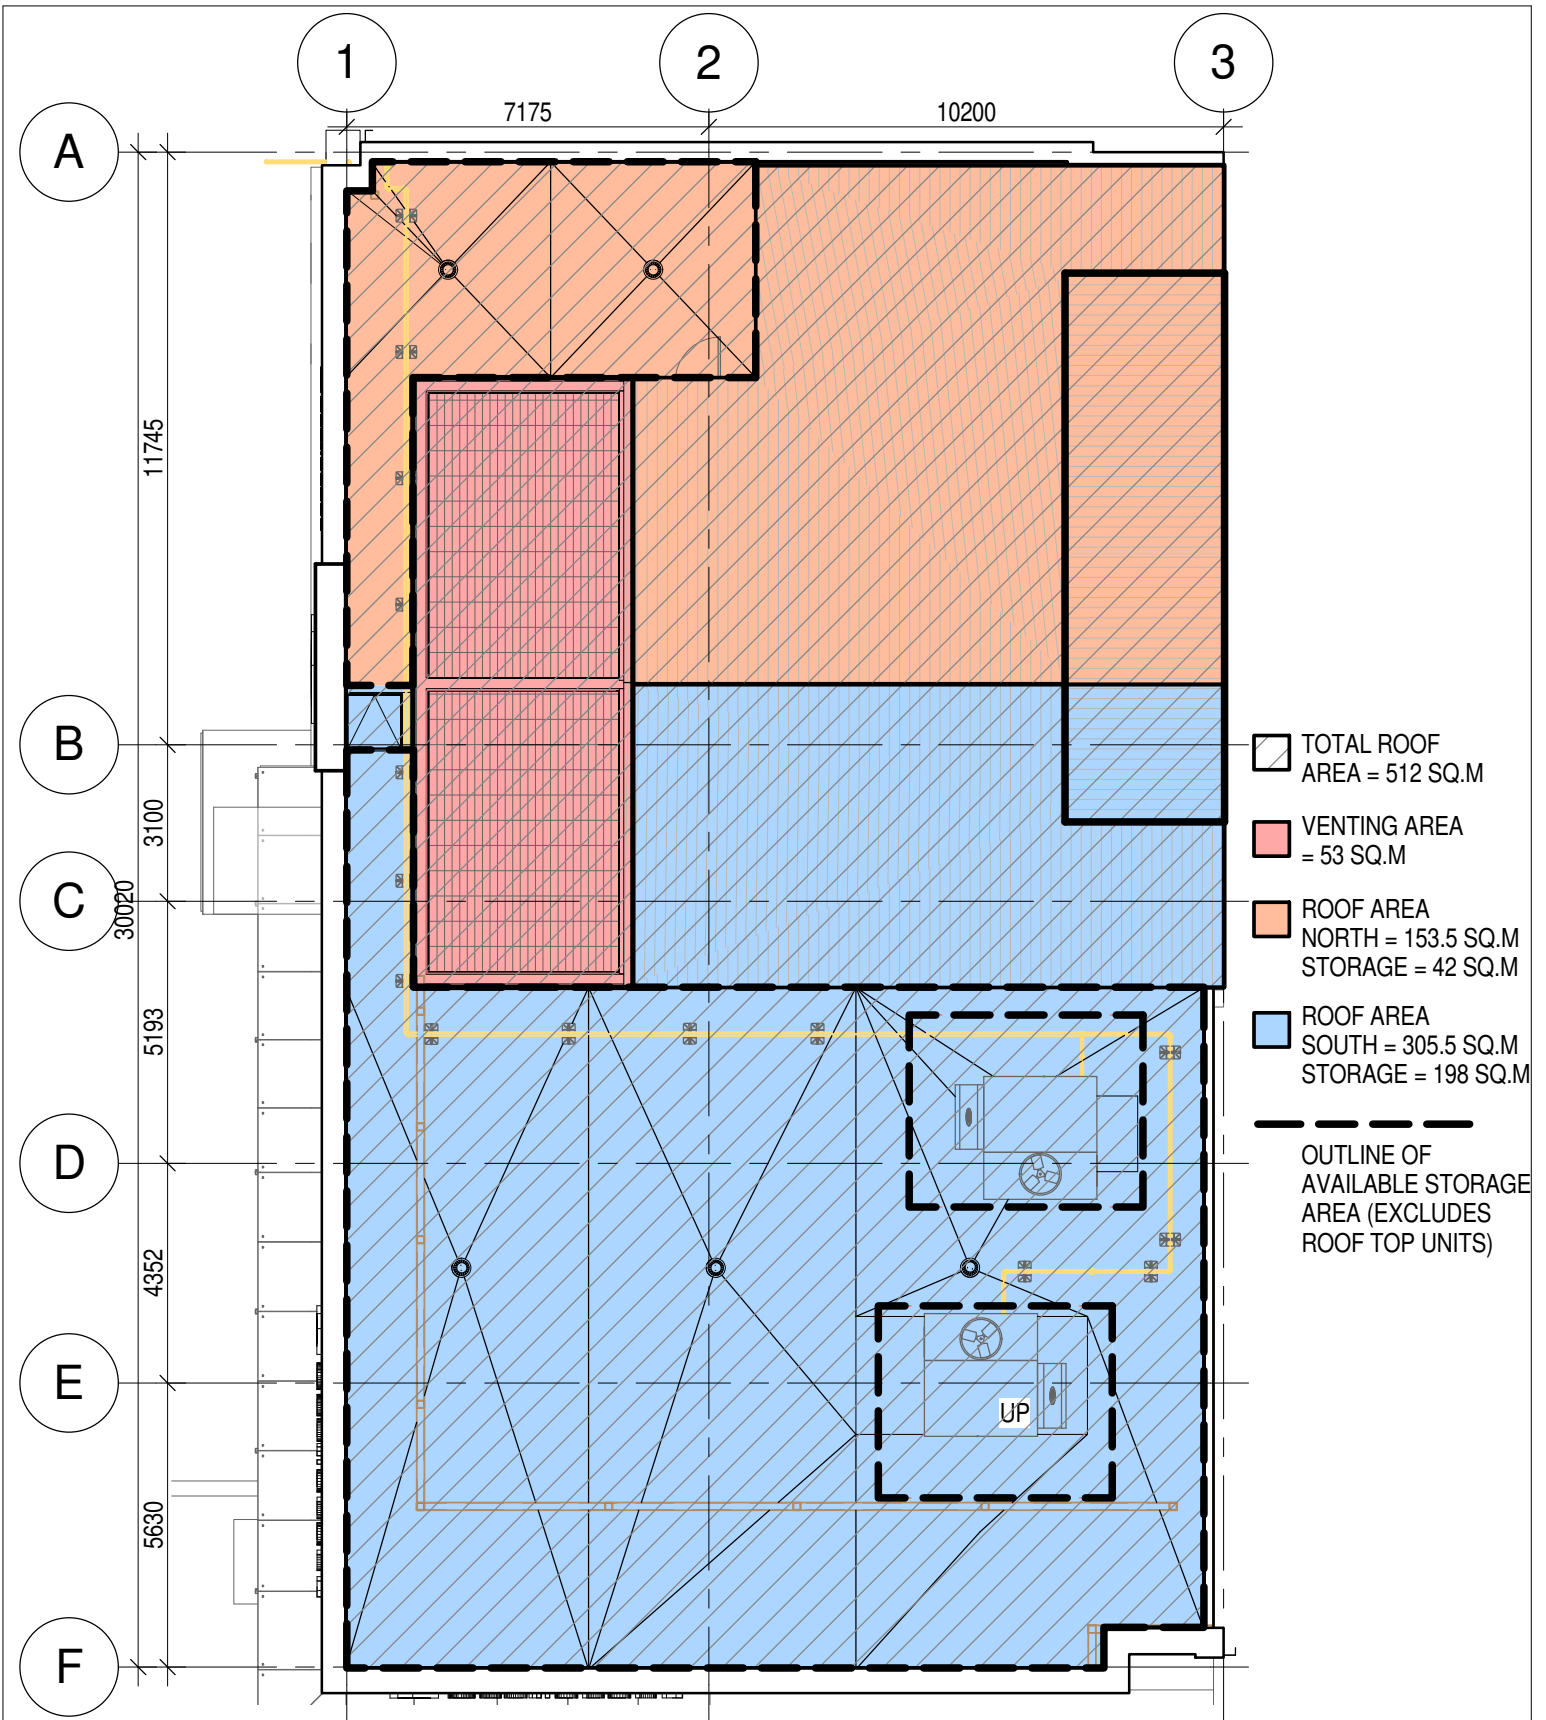 1
2
3
7175
10200
A
11745
B
3100
C
30020
5193
D
4352
E
5630
F
UP
TOTAL ROOF
AREA = 512 SQ.M
VENTING AREA
= 53 SQ.M
ROOF AREA
NORTH = 153.5 SQ.M
STORAGE = 42 SQ.M
ROOF AREA
SOUTH = 305.5 SQ.M
STORAGE = 198 SQ.M
OUTLINE OF
AVAILABLE STORAGE
AREA (EXCLUDES
ROOF TOP UNITS)